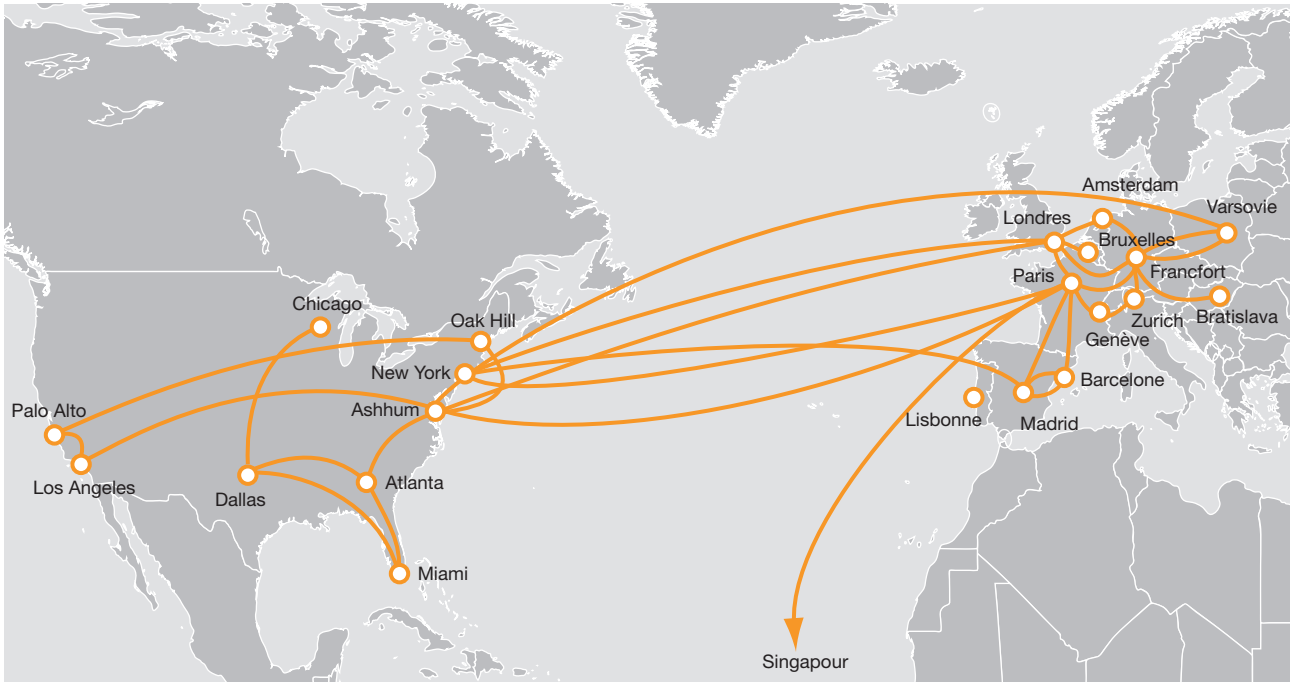 Amsterdam
Londres
Varsovie
Bruxelles
Paris
Francfort
Chicago
Oak Hill
Zurich
Bratislava
Genève
New York
Barcelone
Palo Alto
Ashhum
Lisbonne
Madrid
Los Angeles
Dallas
Atlanta
Miami
Singapour